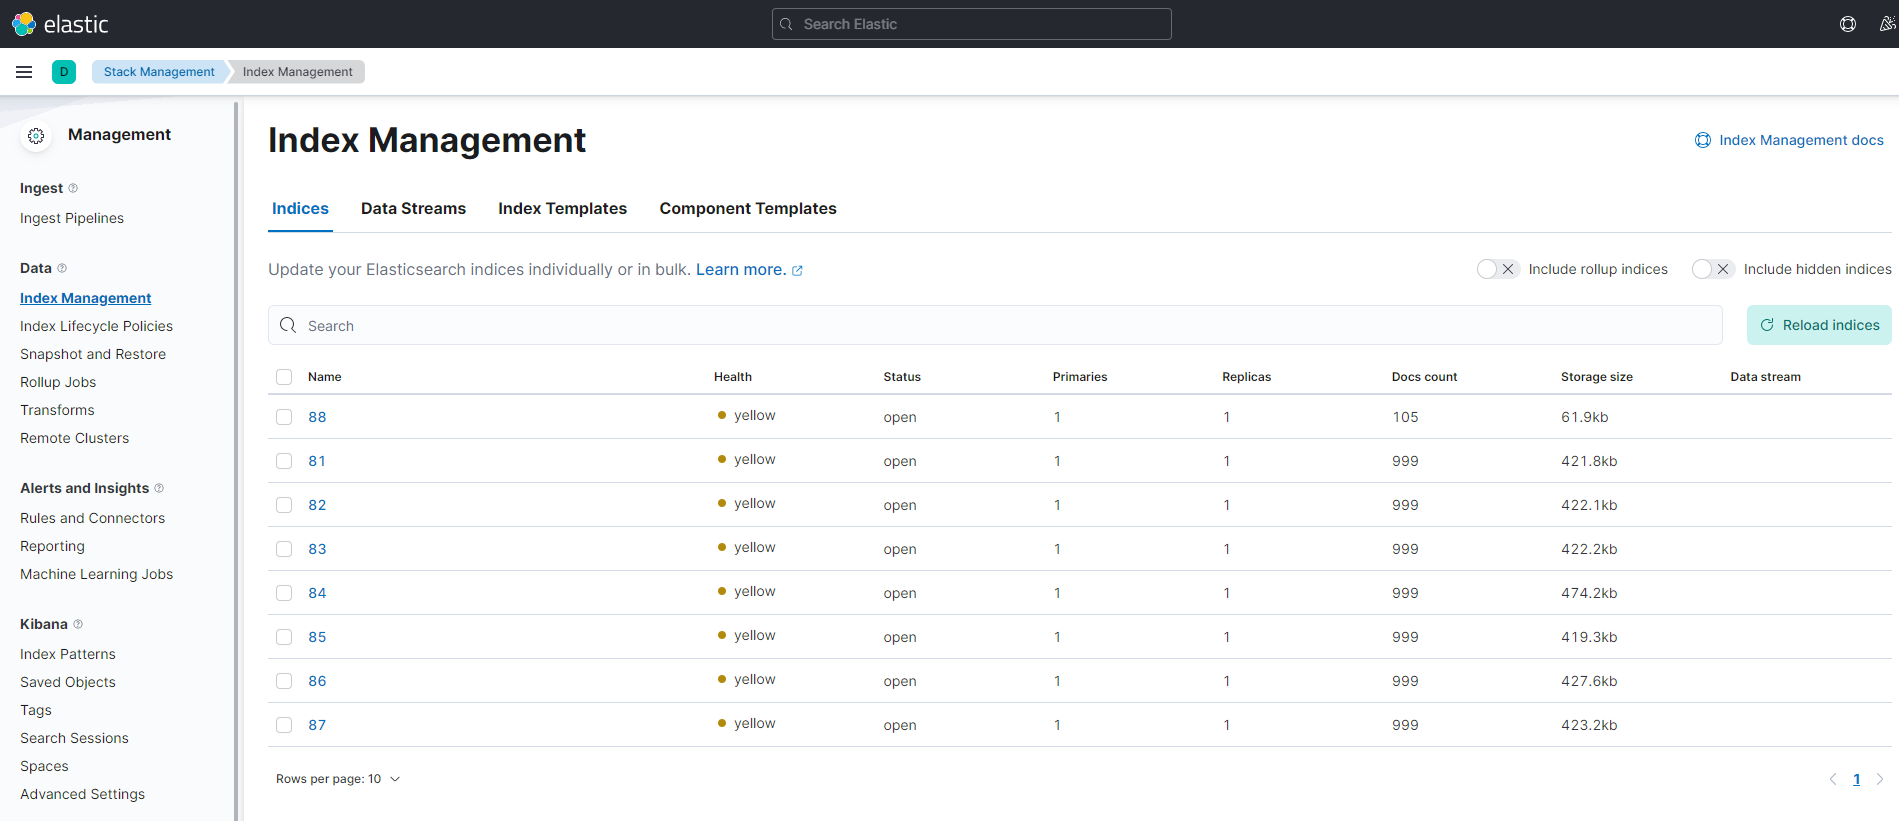 elastic
Search Elastic
D
Stack Management
Index Management
Management
Ingest
Ingest Pipelines
Data
Index Management
Index Lifecycle Policies
Snapshot and Restore
Rollup Jobs
Transforms
Remote Clusters
Alerts and Insights
Rules and Connectors
Reporting
Machine Learning Jobs
Kibana
Index Patterns
Saved Objects
Tags
Search Sessions
Spaces
Advanced Settings
Index Management
Index Management docs
Indices Data Streams Index Templates Component Templates
Update your Elasticsearch indices individually or in bulk. Learn more.
Include rollup indices Include hidden indices
Search
Reload indices
Name Health Status Primaries Replicas Docs count Storage size Data stream
88 yellow open 1 1 105 61.9kb
81 yellow open 1 1 999 421.8kb
82 yellow open 1 1 999 422.1kb
83 yellow open 1 1 999 422.2kb
84 yellow open 1 1 999 474.2kb
85 yellow open 1 1 999 419.3kb
86 yellow open 1 1 999 427.6kb
87 yellow open 1 1 999 423.2kb
Rows per page: 10
1